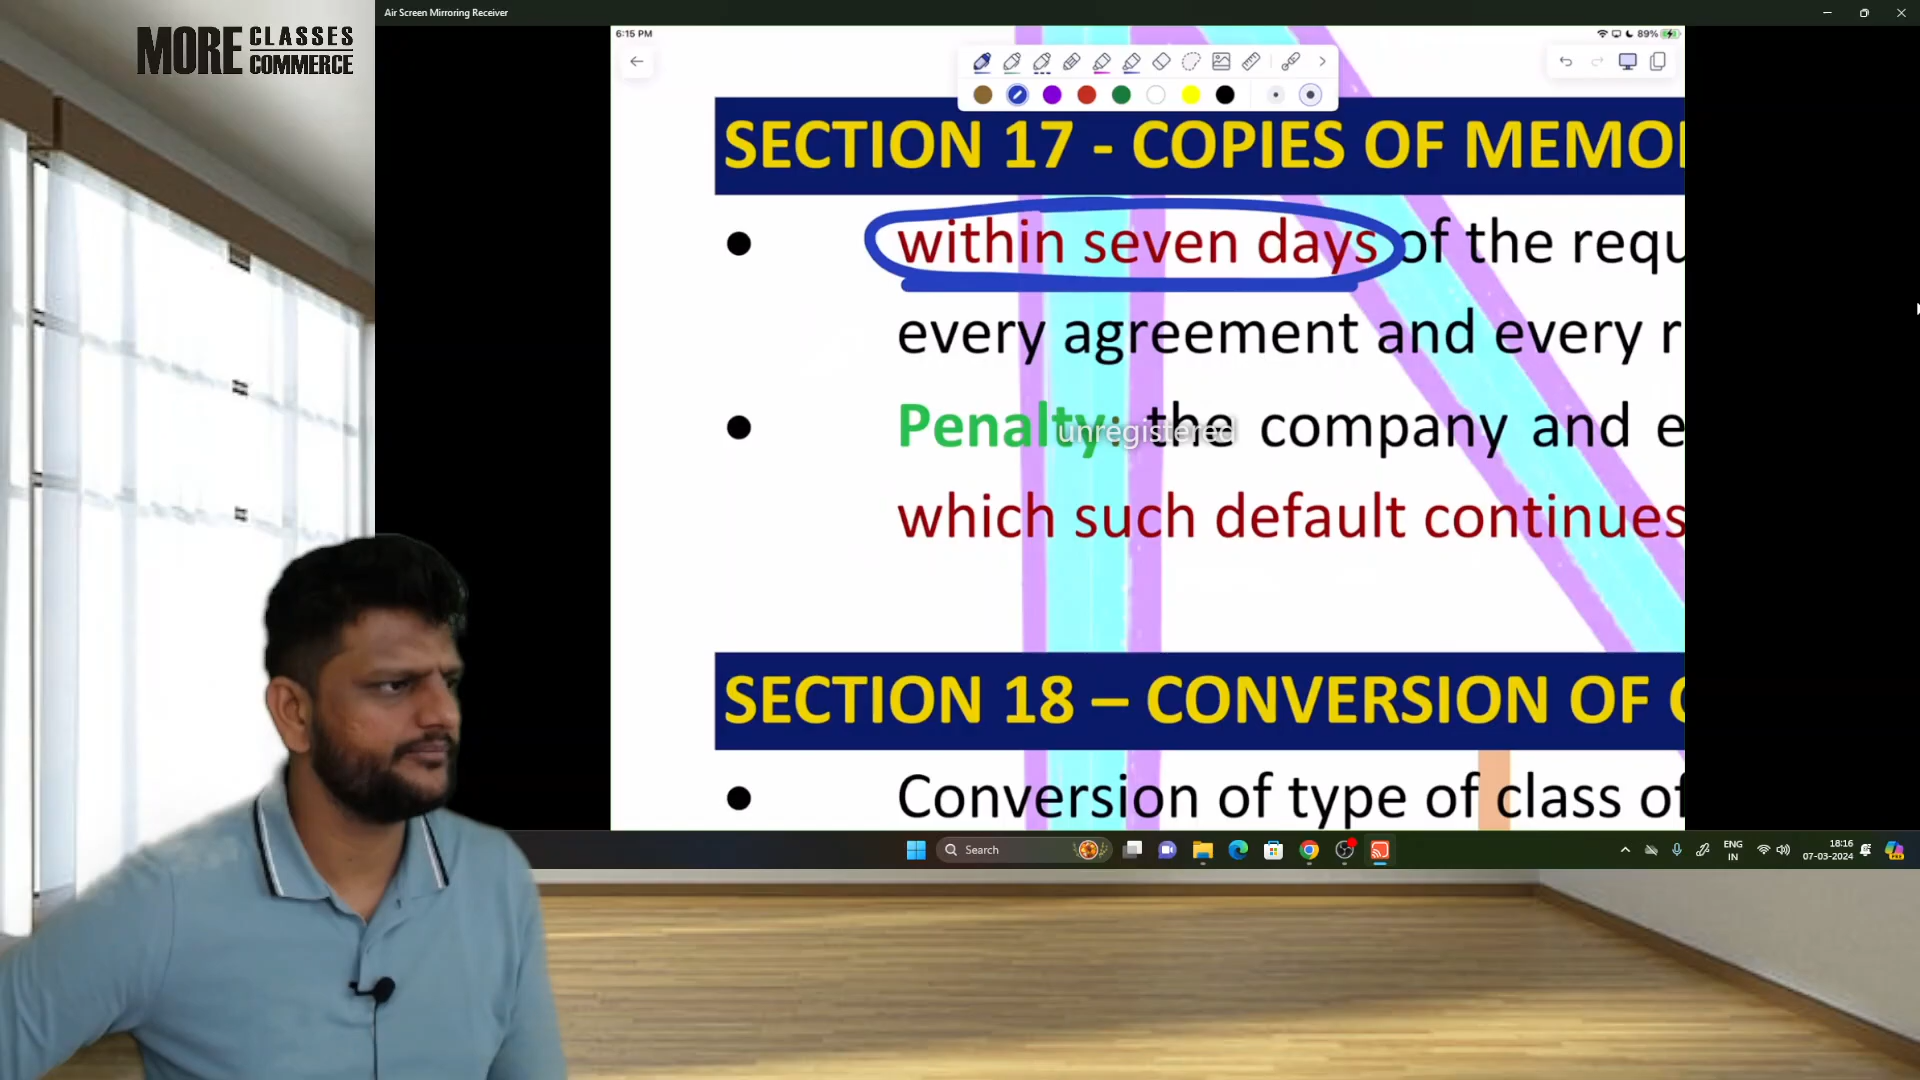 Air Screen Mirroring Receiver
MORE CLASSES COMMERCE
6:15 PM
89%
SECTION 17 - COPIES OF MEMO
within seven days of the requ
every agreement and every r
Penalty: the company and e
unregistered
which such default continues
SECTION 18 – CONVERSION OF
Conversion of type of class of
Search
ENG
IN
18:16
07-03-2024